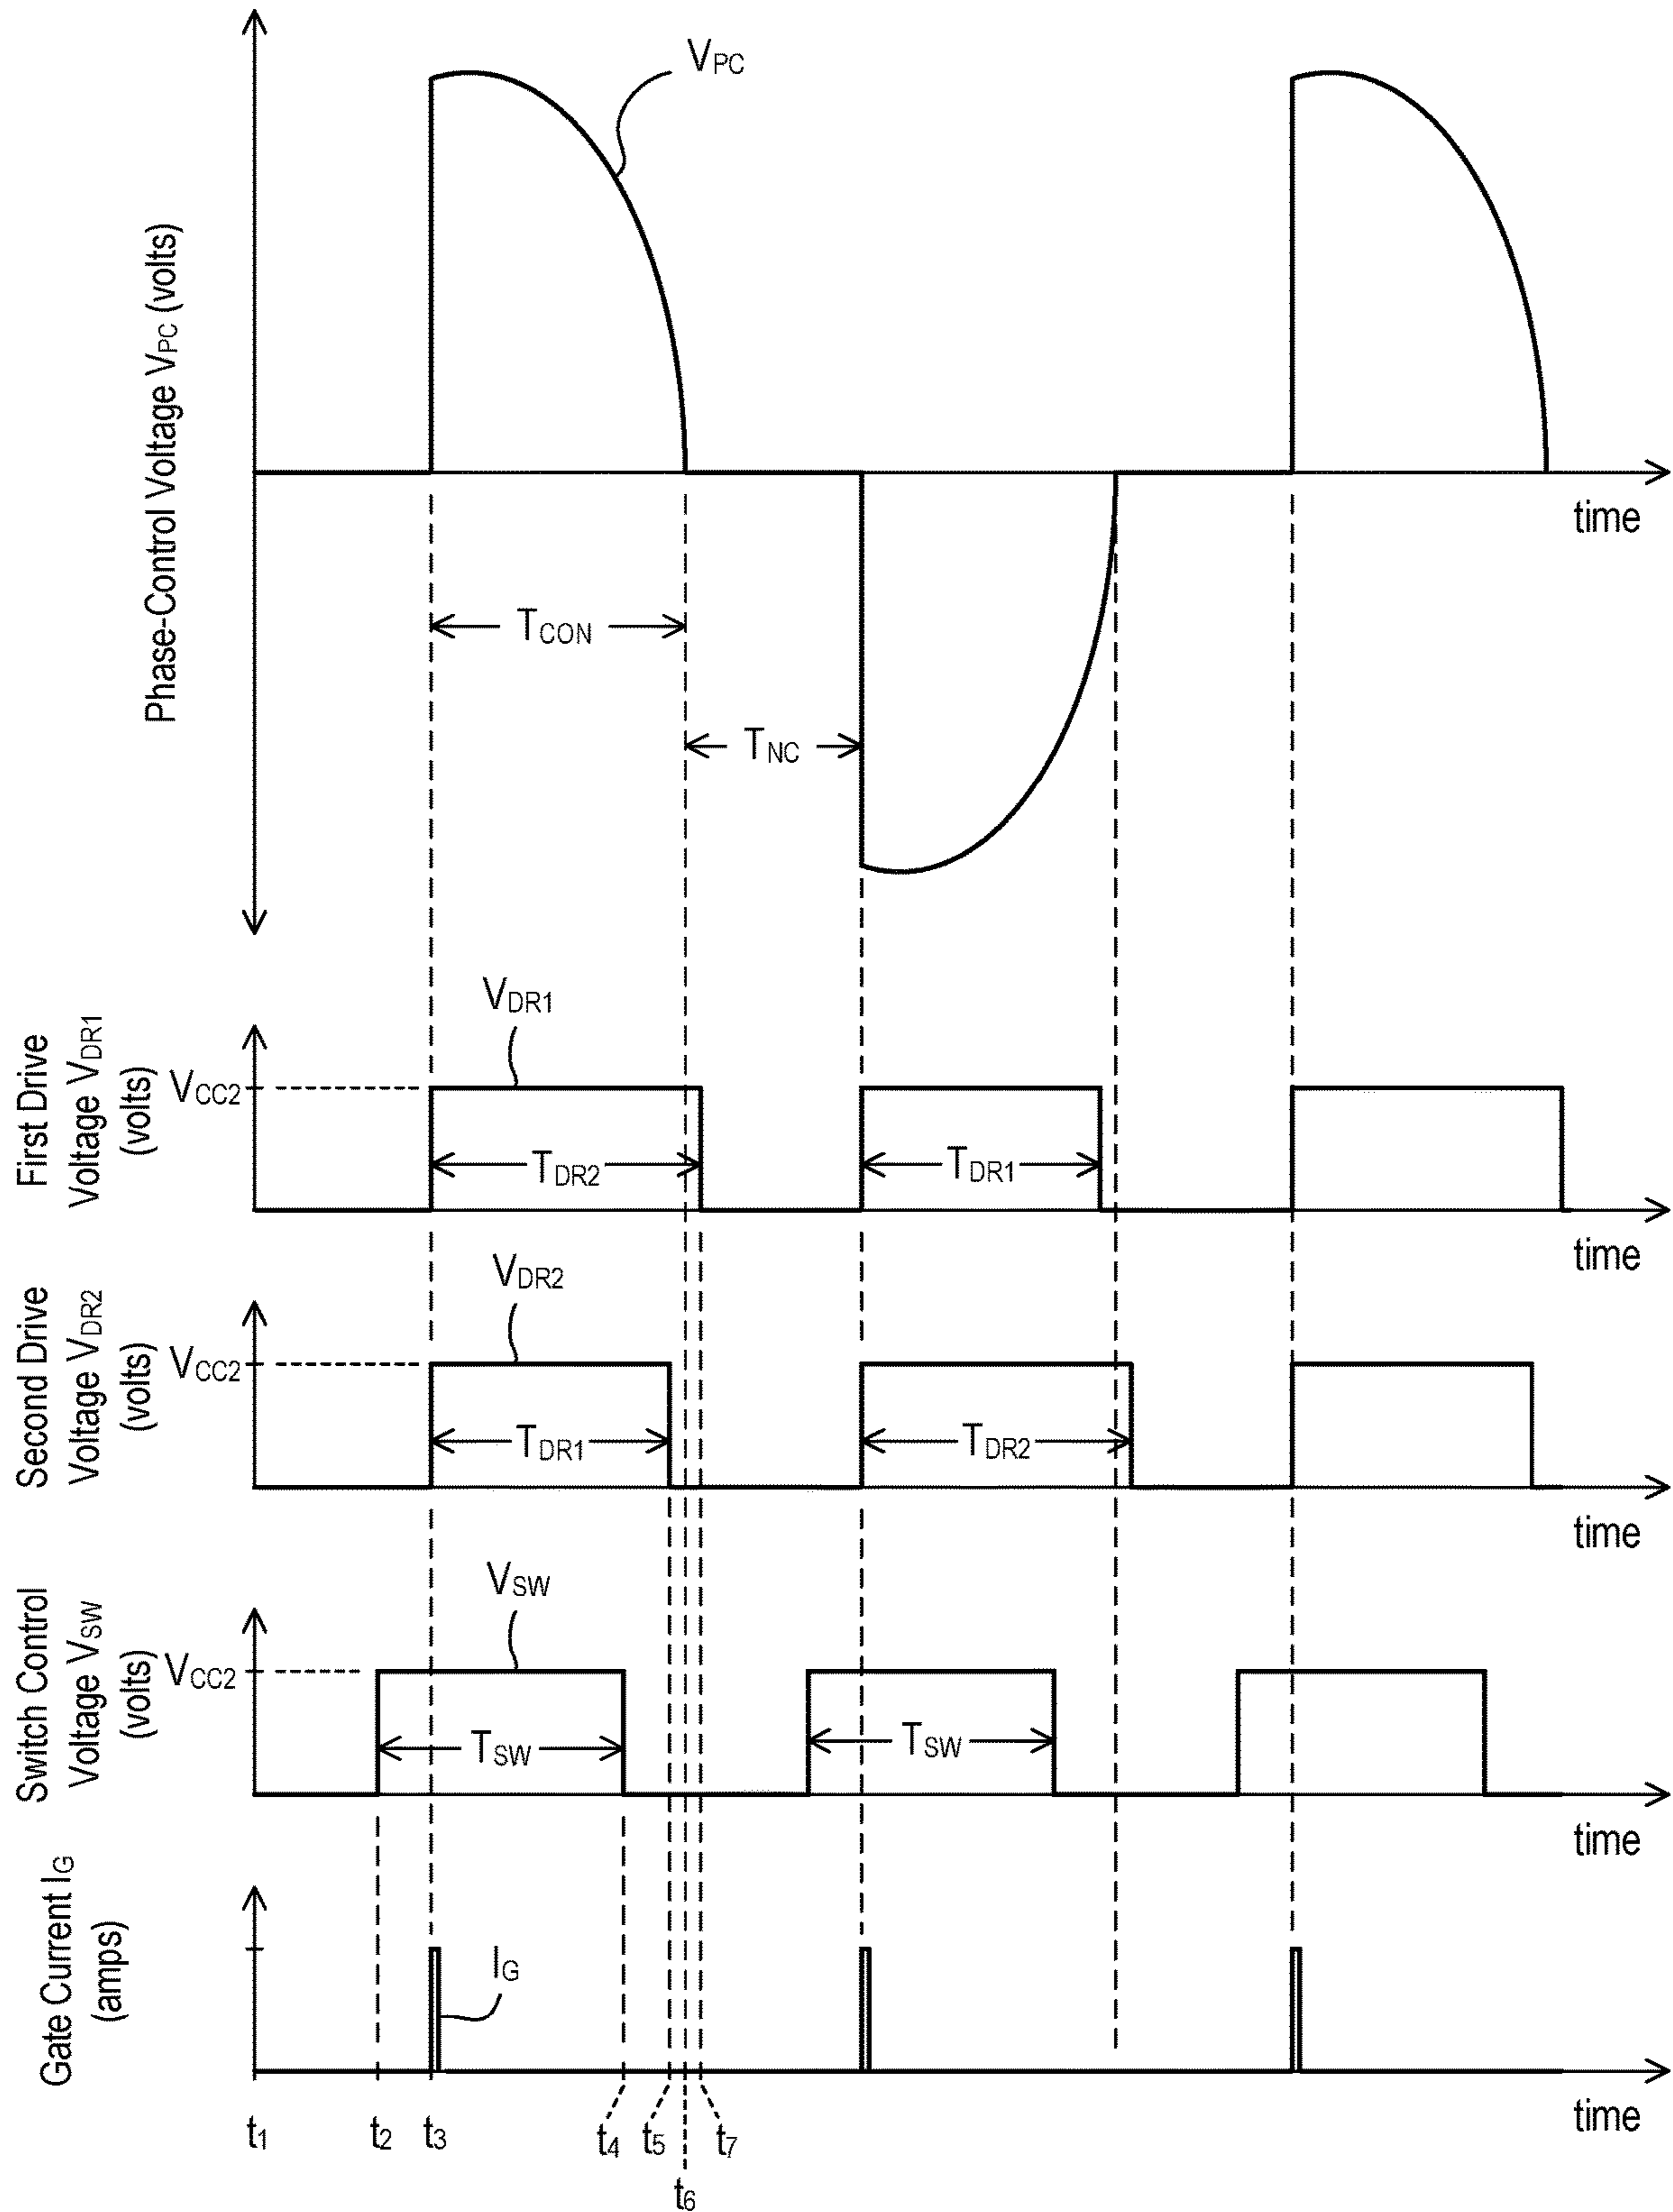 Phase-Control Voltage VPC (volts)
VPC
time
TCON
TNC
First Drive
Voltage VDR1
(volts)
VCC2
VDR1
TDR2
TDR1
time
Second Drive
Voltage VDR2
(volts)
VCC2
VDR2
TDR1
TDR2
time
Switch Control
Voltage VSW
(volts)
VCC2
VSW
TSW
TSW
time
Gate Current IG
(amps)
IG
time
t1
t2
t3
t4
t5
t6
t7